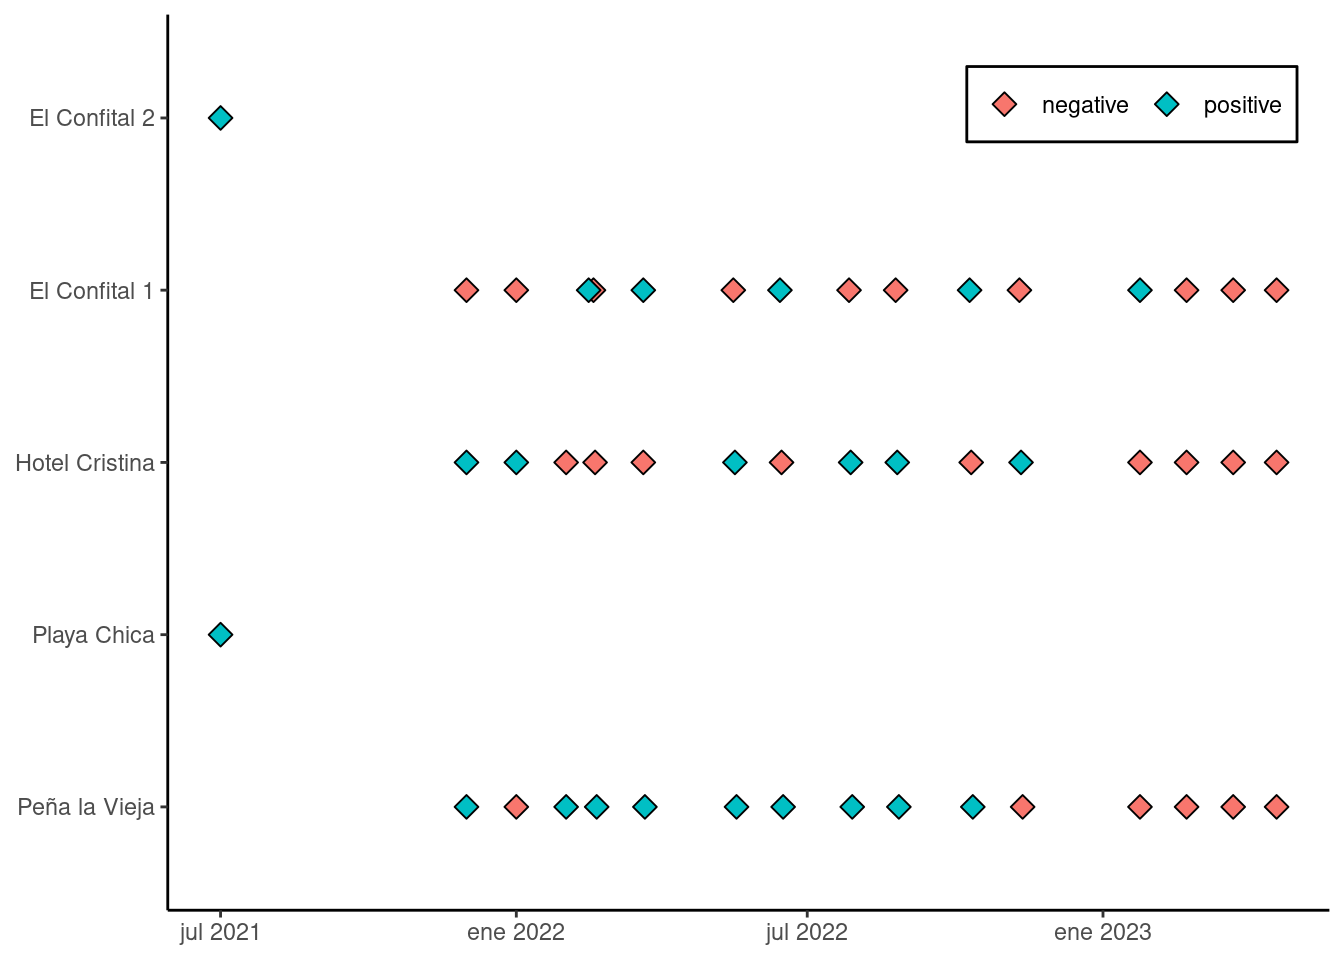 negative positive
El Confital 2
El Confital 1
Hotel Cristina
Playa Chica
Peña la Vieja
jul 2021 ene 2022 jul 2022 ene 2023